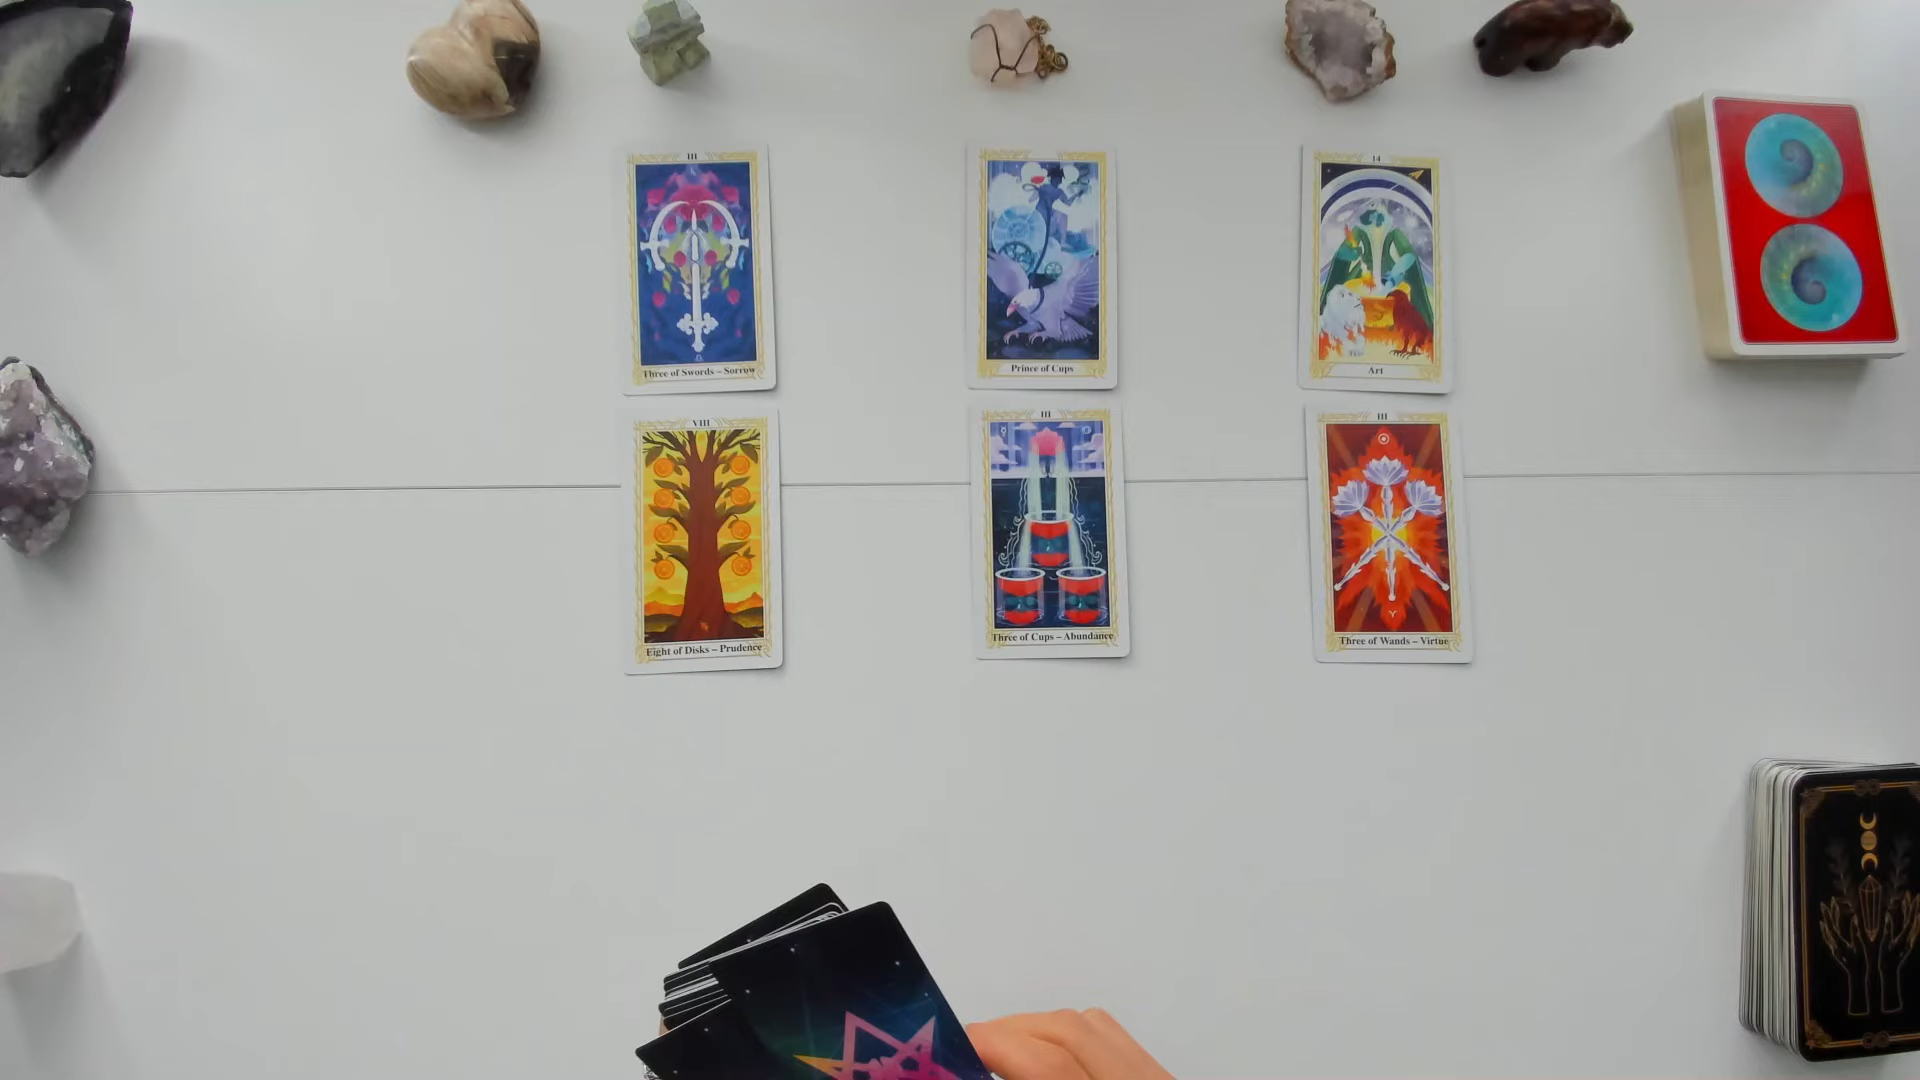 III
Three of Swords – Sorrow
Prince of Cups
14
Art
VIII
Eight of Disks – Prudence
III
Three of Cups – Abundance
III
Three of Wands – Virtue